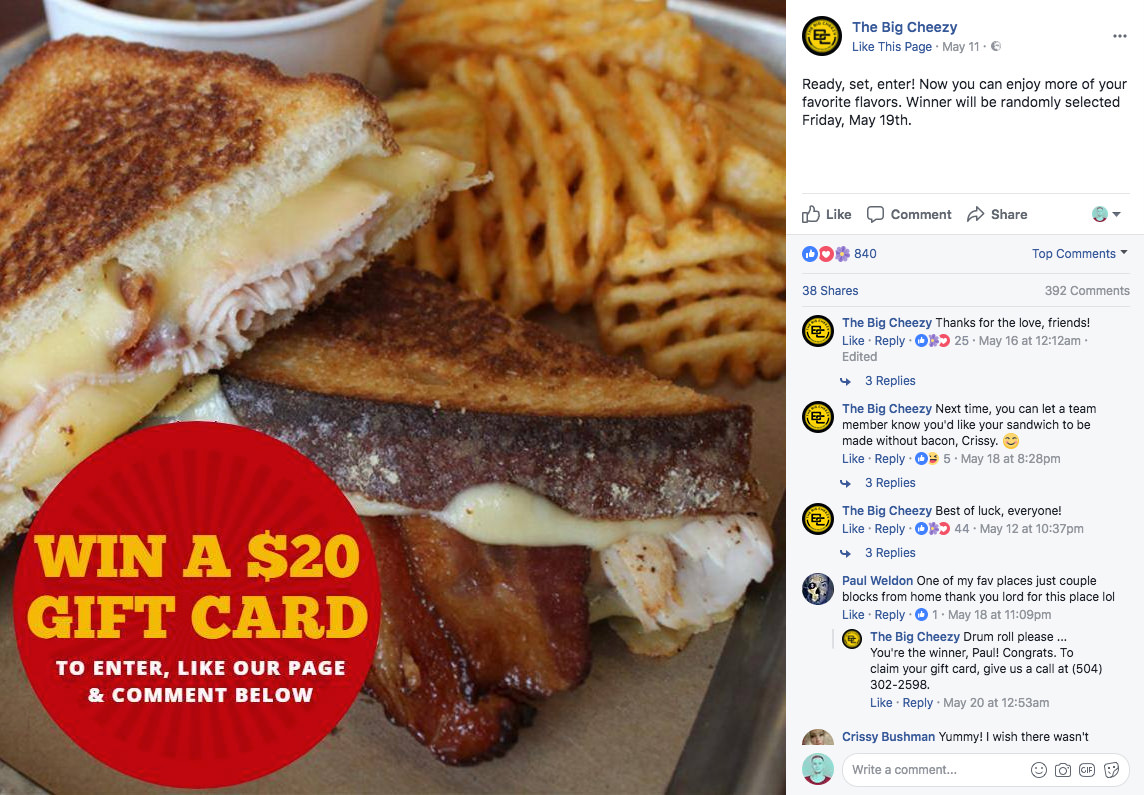 WIN A $20
GIFT CARD
TO ENTER, LIKE OUR PAGE
& COMMENT BELOW
The Big Cheezy
Like This Page · May 11 ·
Ready, set, enter! Now you can enjoy more of your
favorite flavors. Winner will be randomly selected
Friday, May 19th.
Like Comment Share
840 Top Comments
38 Shares 392 Comments
The Big Cheezy Thanks for the love, friends!
Like · Reply · 25 · May 16 at 12:12am ·
Edited
3 Replies
The Big Cheezy Next time, you can let a team
member know you'd like your sandwich to be
made without bacon, Crissy. 😊
Like · Reply · 5 · May 18 at 8:28pm
3 Replies
The Big Cheezy Best of luck, everyone!
Like · Reply · 44 · May 12 at 10:37pm
3 Replies
Paul Weldon One of my fav places just couple
blocks from home thank you lord for this place lol
Like · Reply · 1 · May 18 at 11:09pm
The Big Cheezy Drum roll please ...
You're the winner, Paul! Congrats. To
claim your gift card, give us a call at (504)
302-2598.
Like · Reply · May 20 at 12:53am
Crissy Bushman Yummy! I wish there wasn't
Write a comment...
GIF